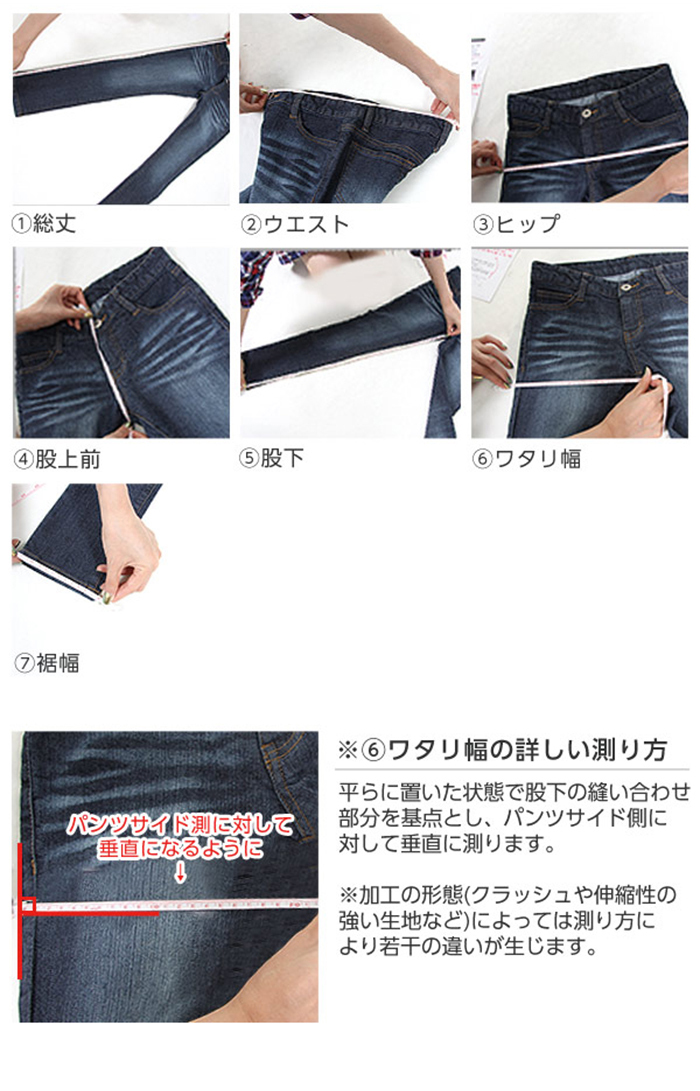 ①総丈
②ウエスト
③ヒップ
④股上前
⑤股下
⑥ワタリ幅
⑦裾幅
パンツサイド測に対して
垂直になるように
↓
※⑥ワタリ幅の詳しい測り方
平らに置いた状態で股下の縫い合わせ
部分を基点とし、パンツサイド側に
対して垂直に測ります。
※加工の形態(クラッシュや伸縮性の
強い生地など)によっては測り方に
より若干の違いが生じます。